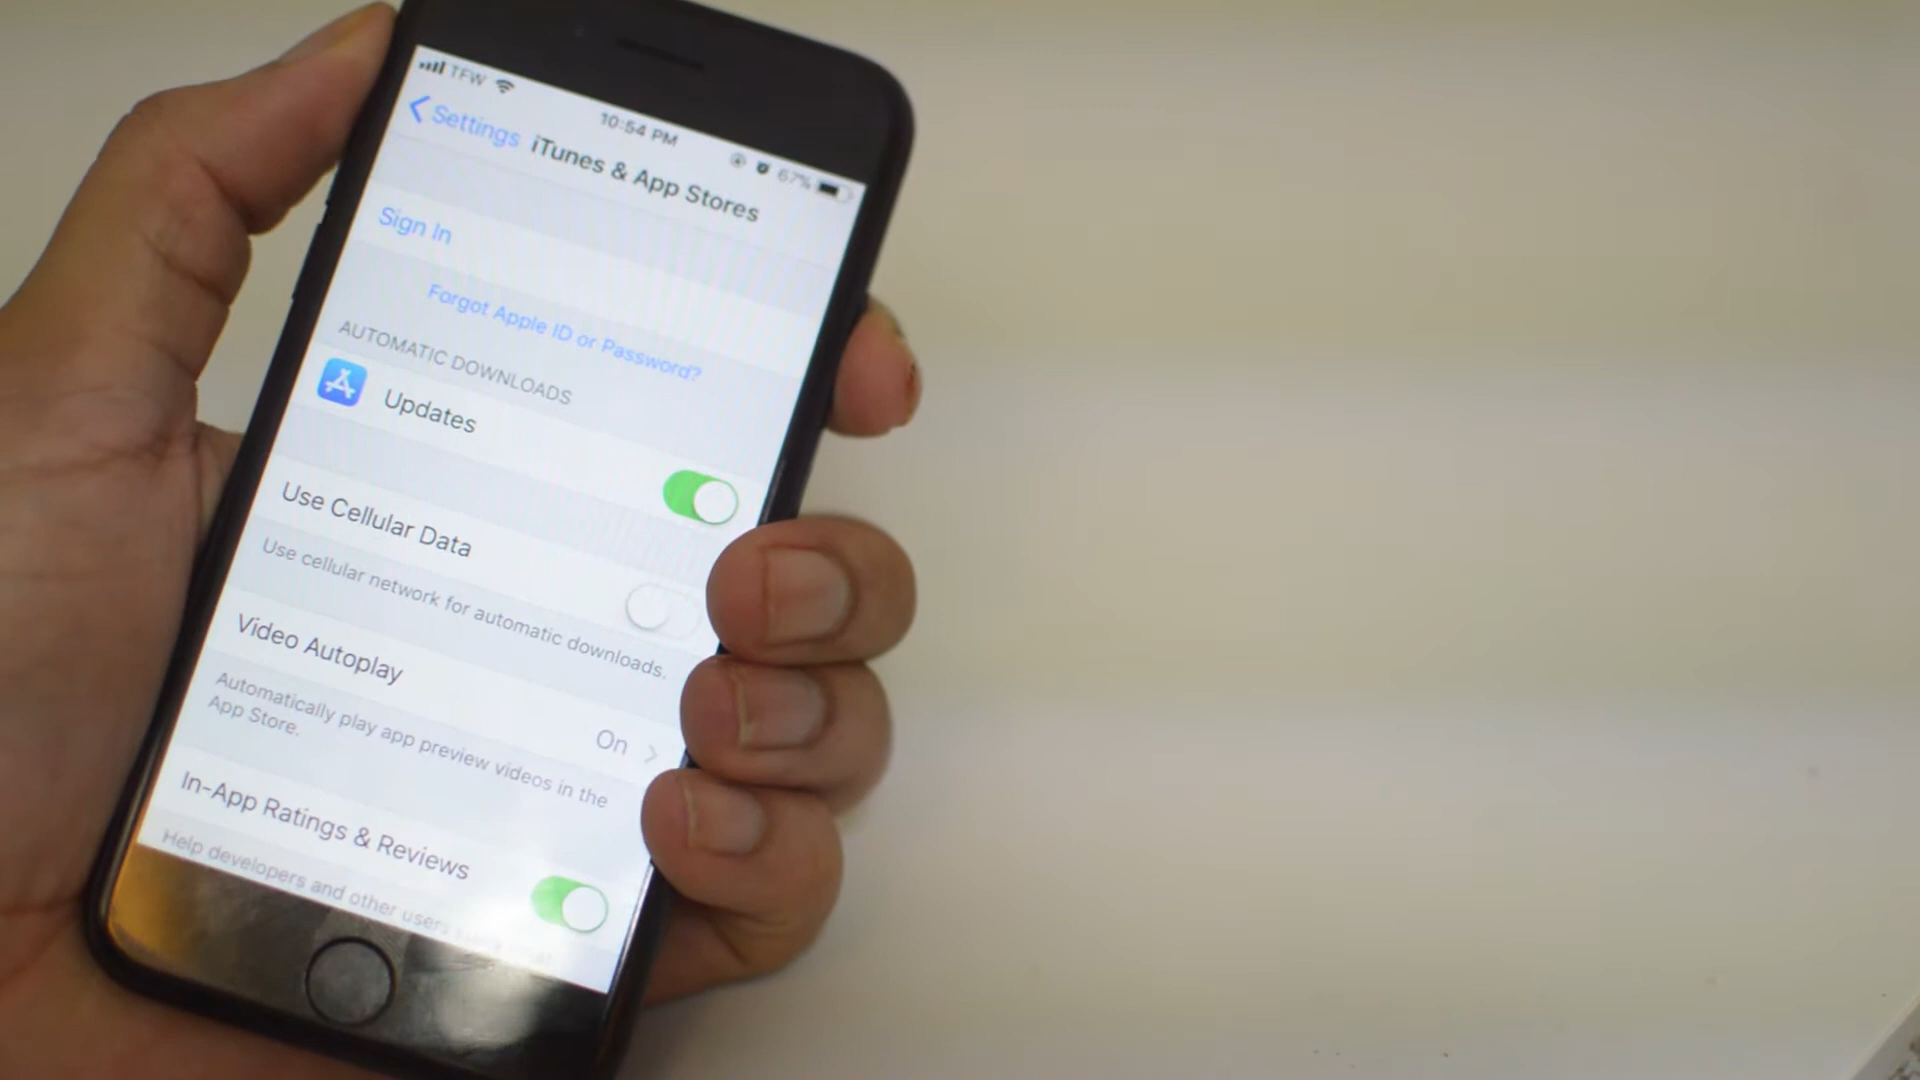 TFW
10:54 PM
67%
Settings
iTunes & App Stores
Sign In
Forgot Apple ID or Password?
AUTOMATIC DOWNLOADS
Updates
Use Cellular Data
Use cellular network for automatic downloads.
Video Autoplay
On
Automatically play app preview videos in the
App Store.
In-App Ratings & Reviews
Help developers and other users